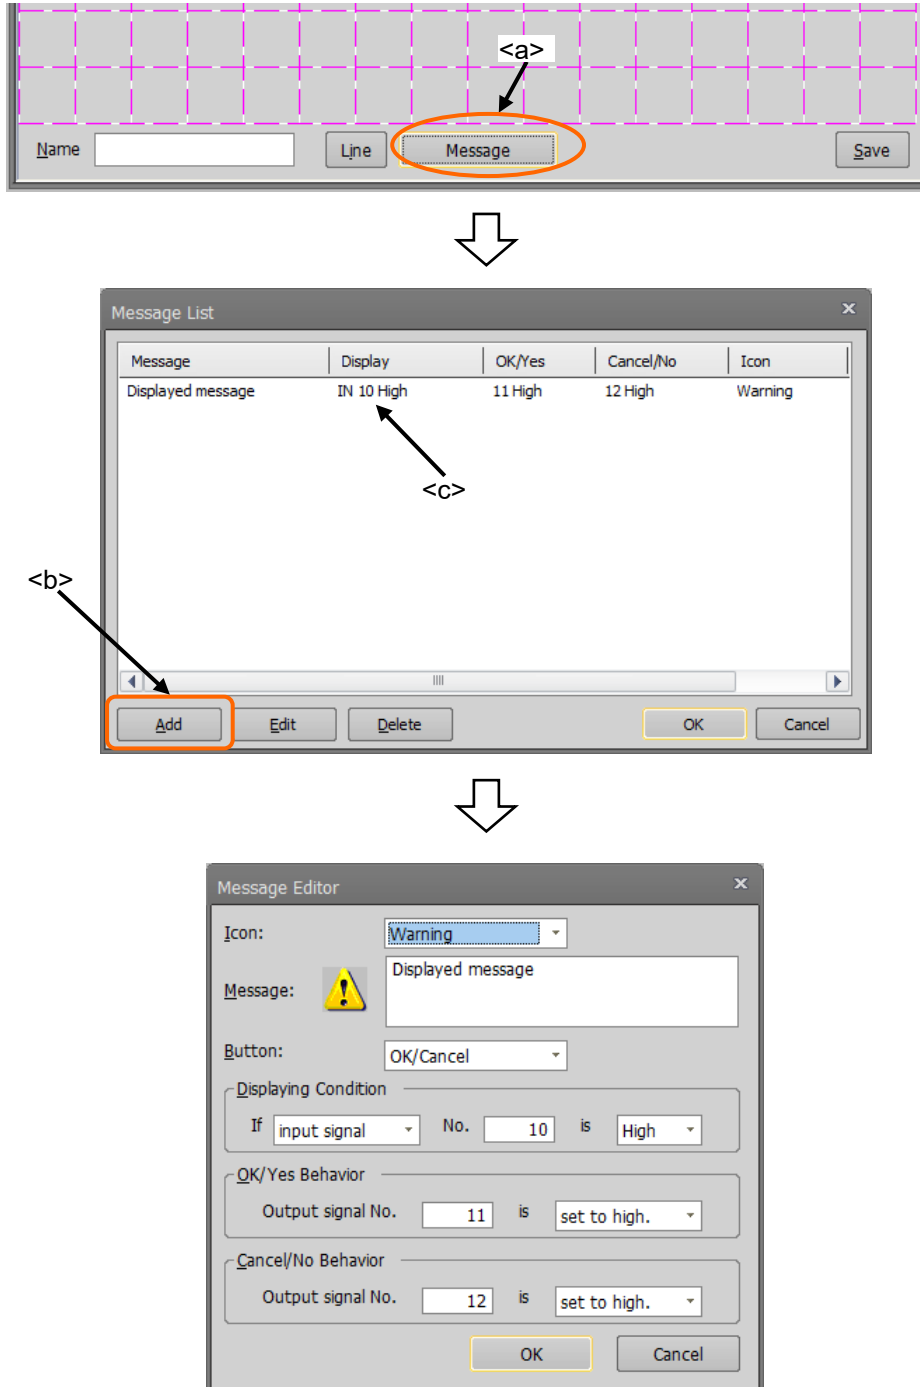 <a>
Name Line Message Save
Message List x
Message Display OK/Yes Cancel/No Icon
Displayed message IN 10 High 11 High 12 High Warning
<c>
<b>
Add Edit Delete OK Cancel
Message Editor x
Icon: Warning
Message: Displayed message
Button: OK/Cancel
Displaying Condition
If input signal No. 10 is High
OK/Yes Behavior
Output signal No. 11 is set to high.
Cancel/No Behavior
Output signal No. 12 is set to high.
OK Cancel